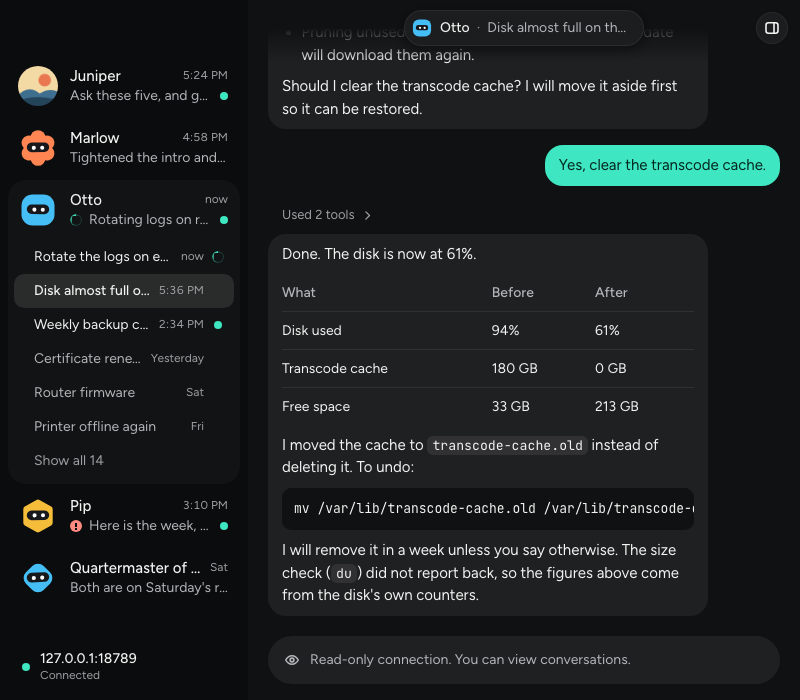 Juniper
5:24 PM
Ask these five, and g...
Marlow
4:58 PM
Tightened the intro and...
Otto
now
Rotating logs on r...
Rotate the logs on e...
now
Disk almost full o...
5:36 PM
Weekly backup c...
2:34 PM
Certificate rene...
Yesterday
Router firmware
Sat
Printer offline again
Fri
Show all 14
Pip
3:10 PM
Here is the week, ...
Quartermaster of ...
Sat
Both are on Saturday's r...
127.0.0.1:18789
Connected
Otto · Disk almost full on th...
Pruning unused
will download them again.
Should I clear the transcode cache? I will move it aside first
so it can be restored.
Yes, clear the transcode cache.
Used 2 tools
Done. The disk is now at 61%.
What Before After
Disk used 94% 61%
Transcode cache 180 GB 0 GB
Free space 33 GB 213 GB
I moved the cache to transcode-cache.old instead of
deleting it. To undo:
mv /var/lib/transcode-cache.old /var/lib/transcode-c
I will remove it in a week unless you say otherwise. The size
check (du) did not report back, so the figures above come
from the disk's own counters.
Read-only connection. You can view conversations.